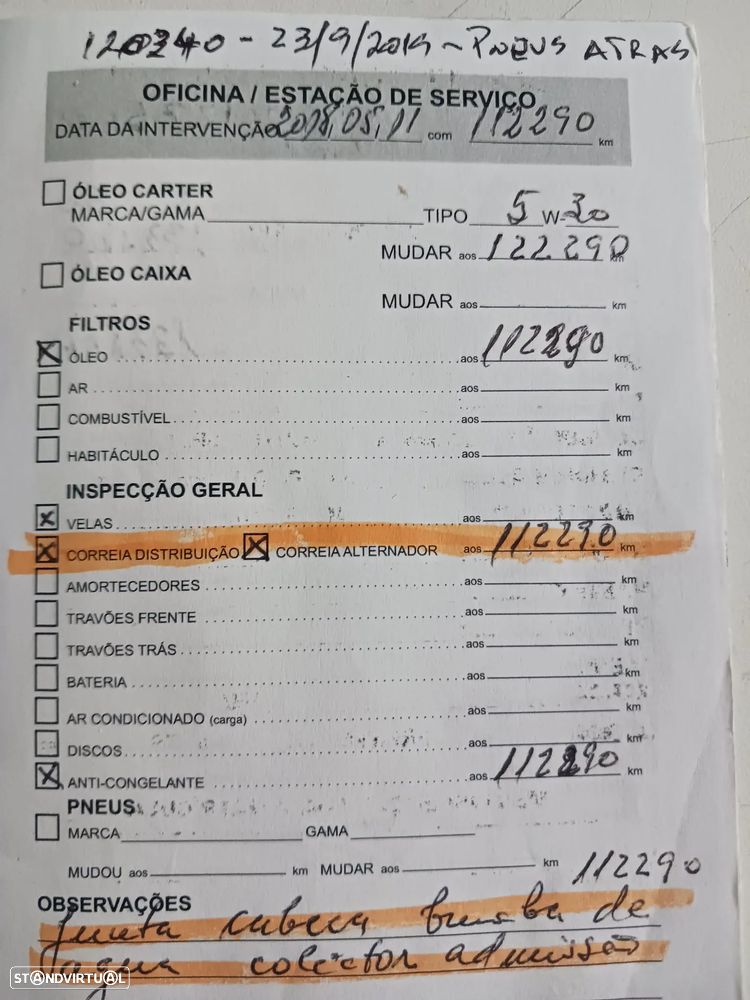 120340 - 23/9/2019 - PNEUS ATRAS
OFICINA / ESTAÇÃO DE SERVIÇO
DATA DA INTERVENÇÃO 2018,05,11 com 112290 km
ÓLEO CARTER
MARCA/GAMA TIPO 5 W-30
MUDAR aos 122290 km
ÓLEO CAIXA
MUDAR aos km
FILTROS
X ÓLEO aos 112290 km
AR aos km
COMBUSTÍVEL aos km
HABITÁCULO aos km
INSPECÇÃO GERAL
X VELAS aos km
X CORREIA DISTRIBUIÇÃO X CORREIA ALTERNADOR aos 112290 km
AMORTECEDORES aos km
TRAVÕES FRENTE aos km
TRAVÕES TRÁS aos km
BATERIA aos km
AR CONDICIONADO (carga) aos km
DISCOS aos km
X ANTI-CONGELANTE aos 112290 km
PNEUS
MARCA GAMA
MUDOU aos km MUDAR aos km 112290
OBSERVAÇÕES
junta cabeca bomba de
agua colector admissão
STANDVIRTUAL